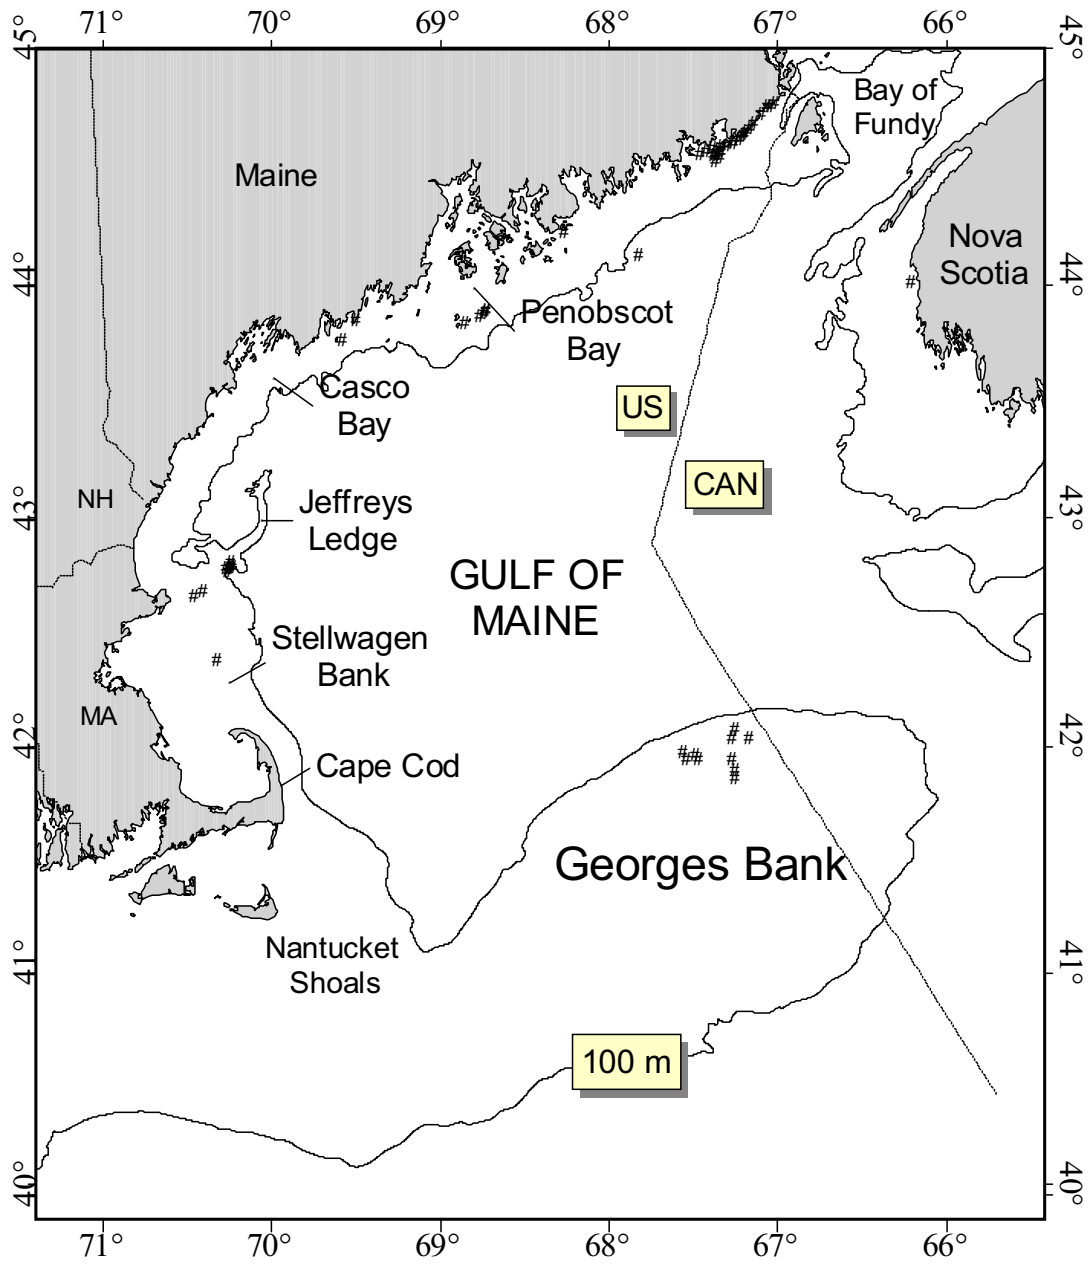 71° 70° 69° 68° 67° 66°
45° 45°
Bay of
Fundy
Maine
Nova
Scotia
44° 44°
Penobscot
Bay
Casco
Bay
US
CAN
NH
Jeffreys
Ledge
43° 43°
GULF OF
MAINE
Stellwagen
Bank
MA
42° 42°
Cape Cod
Georges Bank
Nantucket
Shoals
41° 41°
100 m
40° 40°
71° 70° 69° 68° 67° 66°